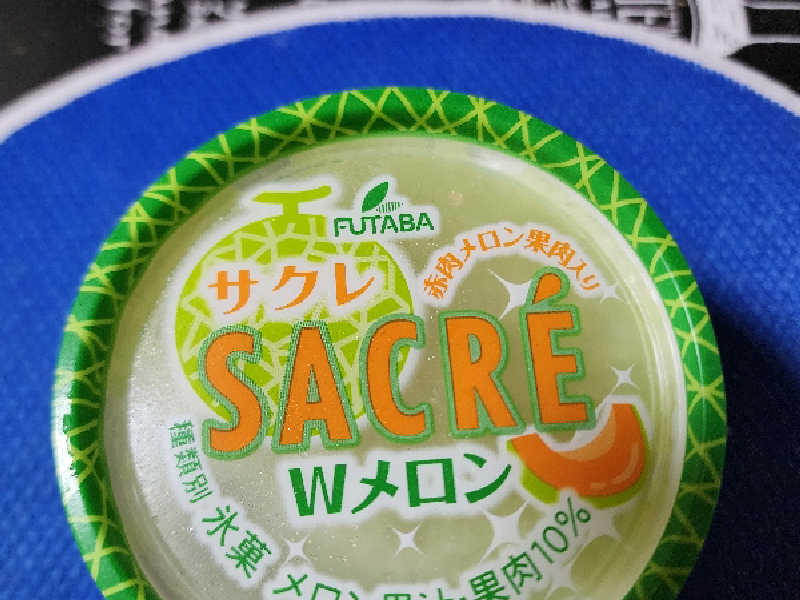 FUTABA
赤肉メロン果肉入り
サクレ
SACRÉ
Wメロン
種類別 氷菓 メロン果汁・果肉10%